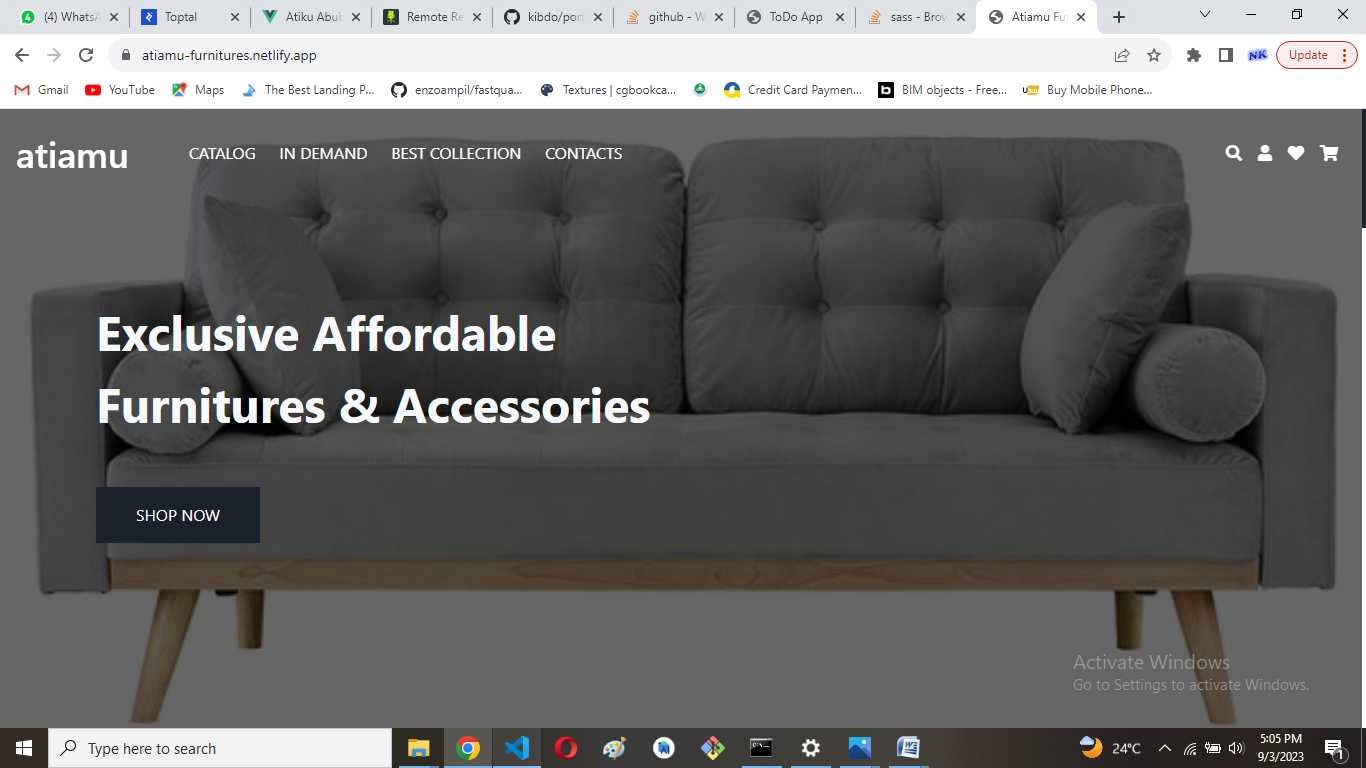 (4) WhatsA
Toptal
Atiku Abub
Remote Re
kibdo/port
github - W
ToDo App
sass - Brow
Atiamu Fur
atiamu-furnitures.netlify.app
Update
Gmail
YouTube
Maps
The Best Landing P...
enzoampil/fastqua...
Textures | cgbookca...
Credit Card Paymen...
BIM objects - Free...
Buy Mobile Phone...
atiamu
CATALOG
IN DEMAND
BEST COLLECTION
CONTACTS
Exclusive Affordable
Furnitures & Accessories
SHOP NOW
Activate Windows
Go to Settings to activate Windows.
Type here to search
24°C
5:05 PM
9/3/2023
1